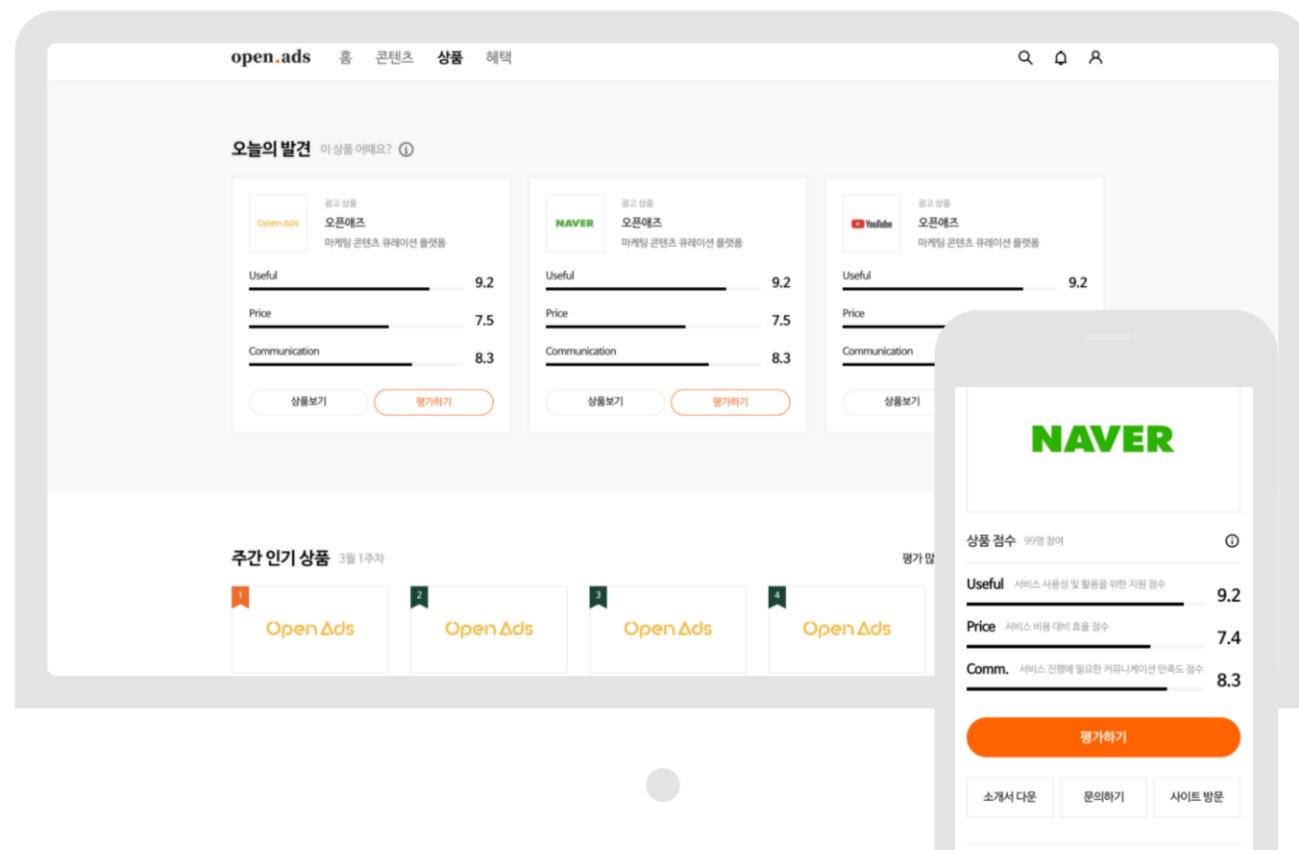 open.ads 홈 콘텐츠 상품 혜택
오늘의 발견 이 상품 어때요?
Open Ads
광고 상품
오픈애즈
마케팅 콘텐츠 큐레이션 플랫폼
Useful 9.2
Price 7.5
Communication 8.3
상품보기 평가하기
NAVER
광고 상품
오픈애즈
마케팅 콘텐츠 큐레이션 플랫폼
Useful 9.2
Price 7.5
Communication 8.3
상품보기 평가하기
YouTube
광고 상품
오픈애즈
마케팅 콘텐츠 큐레이션 플랫폼
Useful 9.2
Price
Communication
상품보기
주간 인기 상품 3월 1주차
평가 많
1 Open Ads
2 Open Ads
3 Open Ads
4 Open Ads
NAVER
상품 점수 99명 참여
Useful 서비스 사용성 및 활용을 위한 지원 점수 9.2
Price 서비스 비용 대비 효율 점수 7.4
Comm. 서비스 진행에 필요한 커뮤니케이션 만족도 점수 8.3
평가하기
소개서 다운 문의하기 사이트 방문